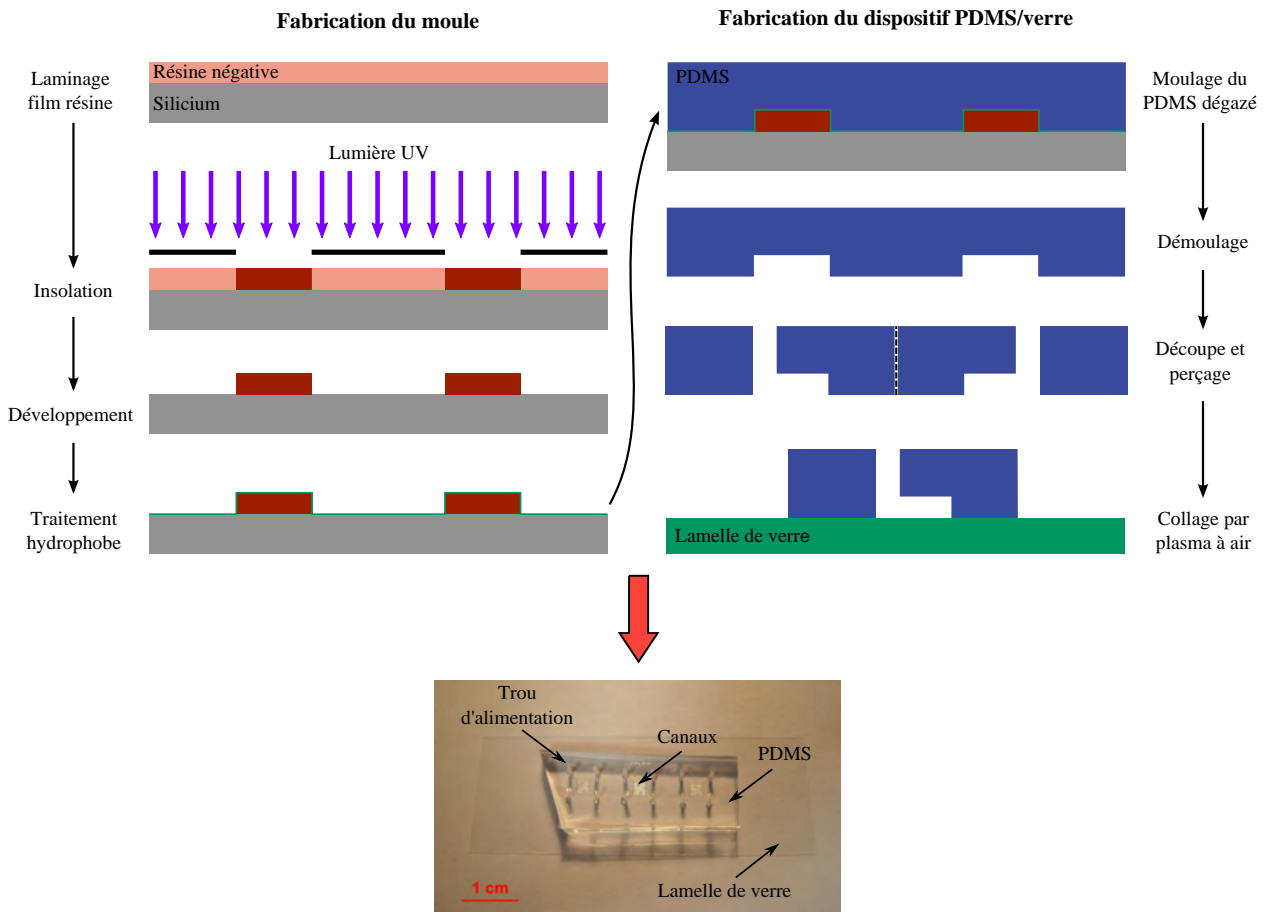 Fabrication du moule
Laminage
film résine
Résine négative
Silicium
Lumière UV
Insolation
Développement
Traitement
hydrophobe
Fabrication du dispositif PDMS/verre
PDMS
Moulage du
PDMS dégazé
Démoulage
Découpe et
perçage
Lamelle de verre
Collage par
plasma à air
Trou
d'alimentation
Canaux
PDMS
Lamelle de verre
1 cm